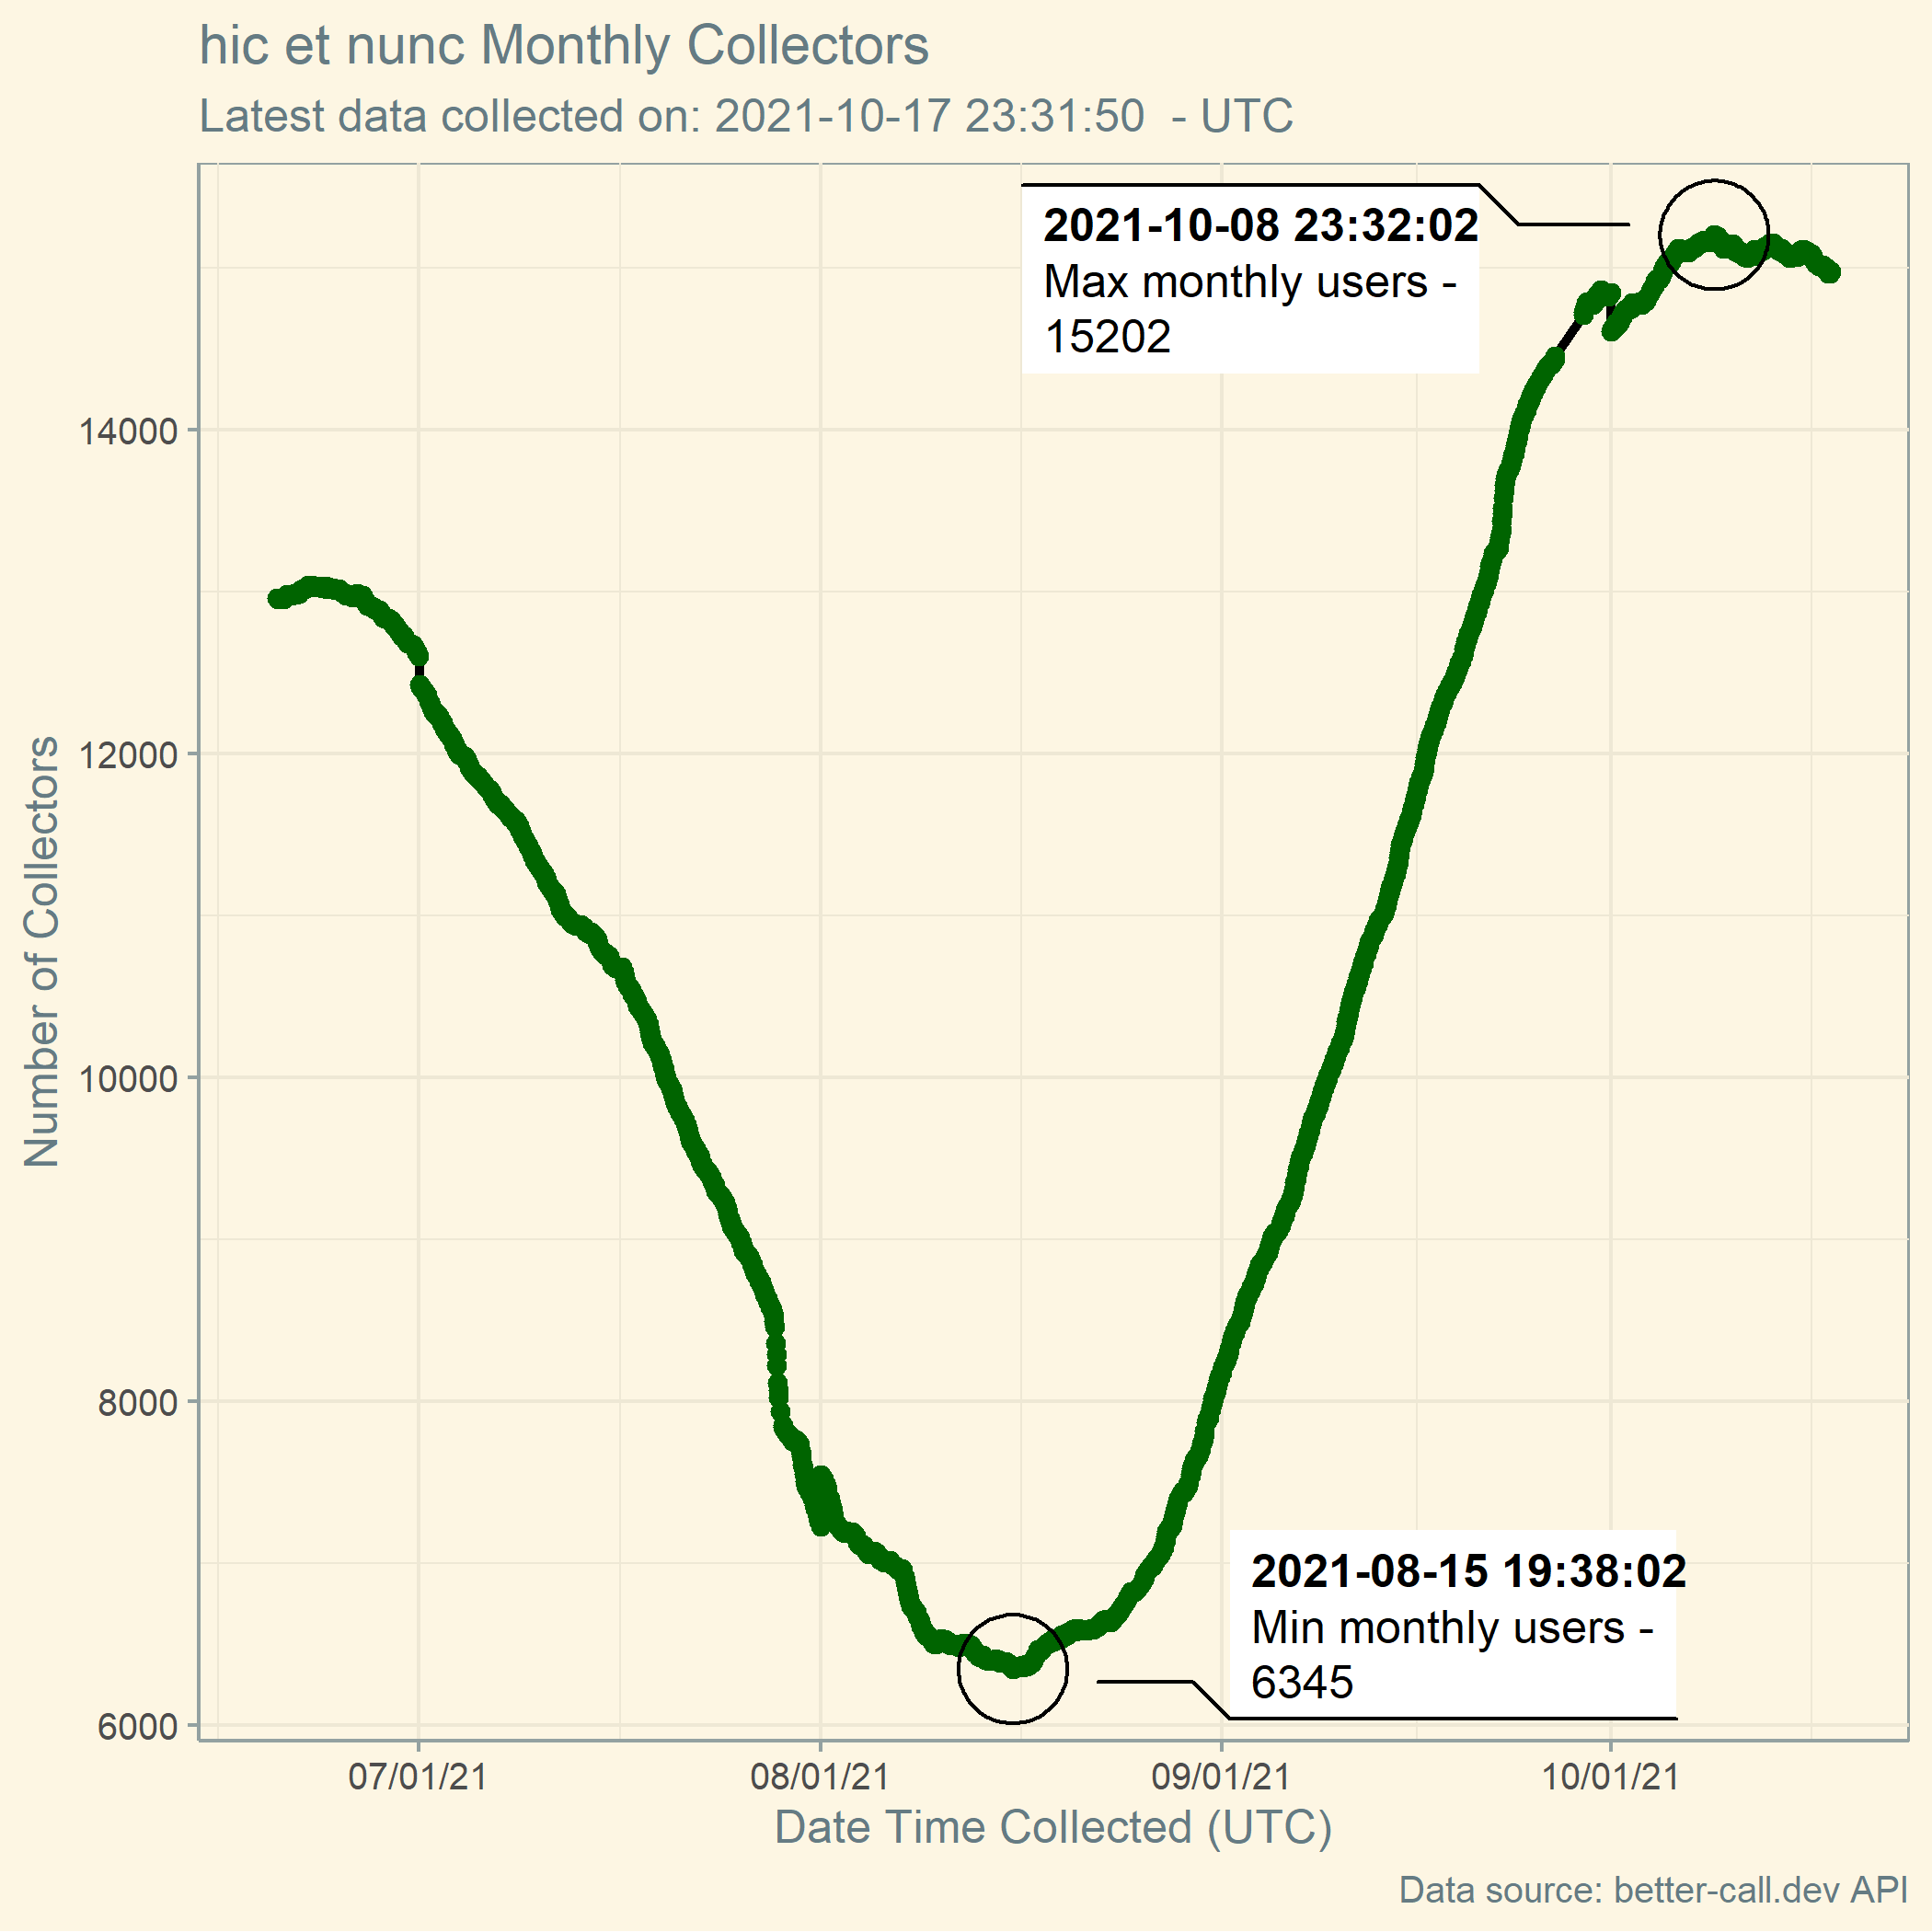 hic et nunc Monthly Collectors
Latest data collected on: 2021-10-17 23:31:50  - UTC
2021-10-08 23:32:02
Max monthly users -
15202
14000
12000
10000
8000
6000
Number of Collectors
2021-08-15 19:38:02
Min monthly users -
6345
07/01/21 08/01/21 09/01/21 10/01/21
Date Time Collected (UTC)
Data source: better-call.dev API